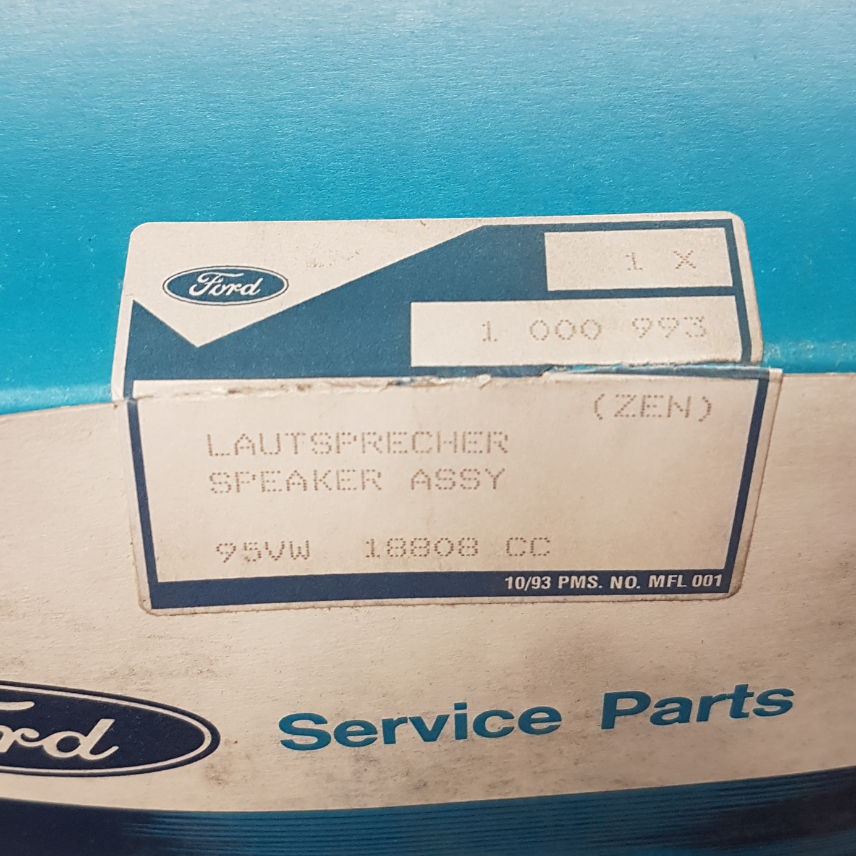 Ford
1 X
1 000 993
(ZEN)
LAUTSPRECHER
SPEAKER ASSY
95VW 18808 CC
10/93 PMS. NO. MFL 001
rd Service Parts